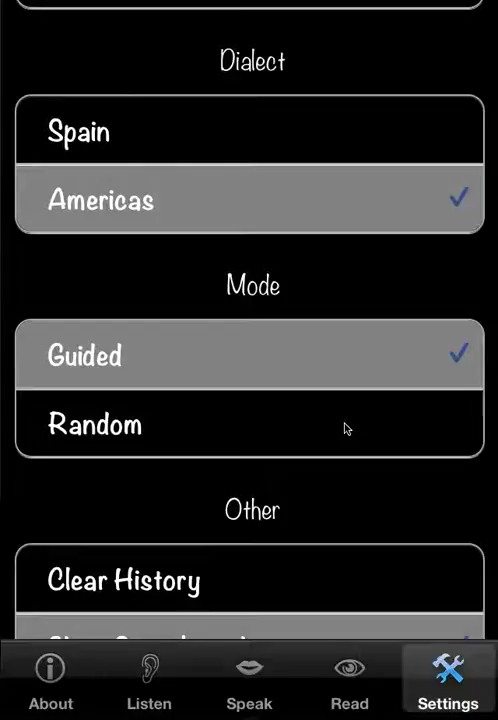 Dialect
Spain
Americas
Mode
Guided
Random
Other
Clear History
About
Listen
Speak
Read
Settings